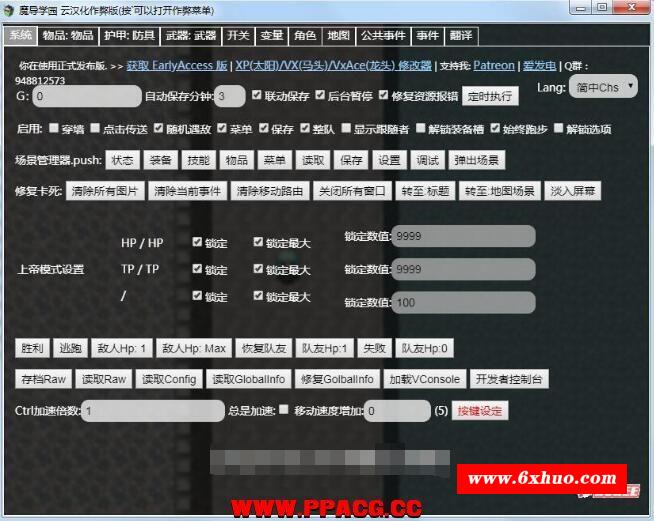 魔导学园 云汉化作弊版(按`可以打开作弊菜单)
系统 物品: 物品 护甲: 防具 武器: 武器 开关 变量 角色 地图 公共事件 事件 翻译
你在使用正式发布版. >> 获取 EarlyAccess 版 | XP(太阳)/VX(马头)/VxAce(龙头) 修改器 | 支持我: Patreon | 爱发电 | Q群：
948812573
Lang: 简中Chs
G: 0 自动保存分钟: 3 联动保存 后台暂停 修复资源报错 定时执行
启用: 穿墙 点击传送 随机遇敌 菜单 保存 整队 显示跟随者 解锁装备槽 始终跑步 解锁选项
场景管理器.push: 状态 装备 技能 物品 菜单 读取 保存 设置 调试 弹出场景
修复卡死: 清除所有图片 清除当前事件 清除移动路由 关闭所有窗口 转至:标题 转至:地图场景 淡入屏幕
HP / HP 锁定 锁定最大 锁定数值: 9999
上帝模式设置 TP / TP 锁定 锁定最大 锁定数值: 9999
/ 锁定 锁定最大 锁定数值: 100
胜利 逃跑 敌人Hp: 1 敌人Hp: Max 恢复队友 队友Hp:1 失败 队友Hp:0
存档Raw 读取Raw 读取Config 读取GlobalInfo 修复GolbalInfo 加载VConsole 开发者控制台
Ctrl加速倍数: 1 总是加速: 移动速度增加: 0 (5) 按键设定
www.6xhuo.com
WWW.PPACG.CC